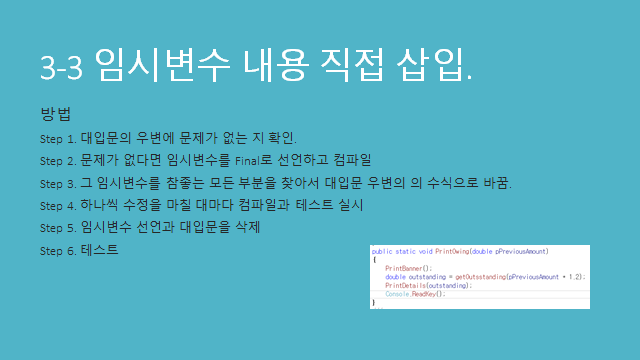 3-3 임시변수 내용 직접 삽입.
방법
Step 1. 대입문의 우변에 문제가 없는 지 확인.
Step 2. 문제가 없다면 임시변수를 Final로 선언하고 컴파일
Step 3. 그 임시변수를 참좋는 모든 부분을 찾아서 대입문 우변의 의 수식으로 바꿈.
Step 4. 하나씩 수정을 마칠 대마다 컴파일과 테스트 실시
Step 5. 임시변수 선언과 대입문을 삭제
Step 6. 테스트
public static void PrintOwing(double pPreviousAmount)
{
PrintBanner();
double outstanding = getOutsstanding(pPreviousAmount * 1.2);
PrintDetails(outstanding);
Console.ReadKey();
}